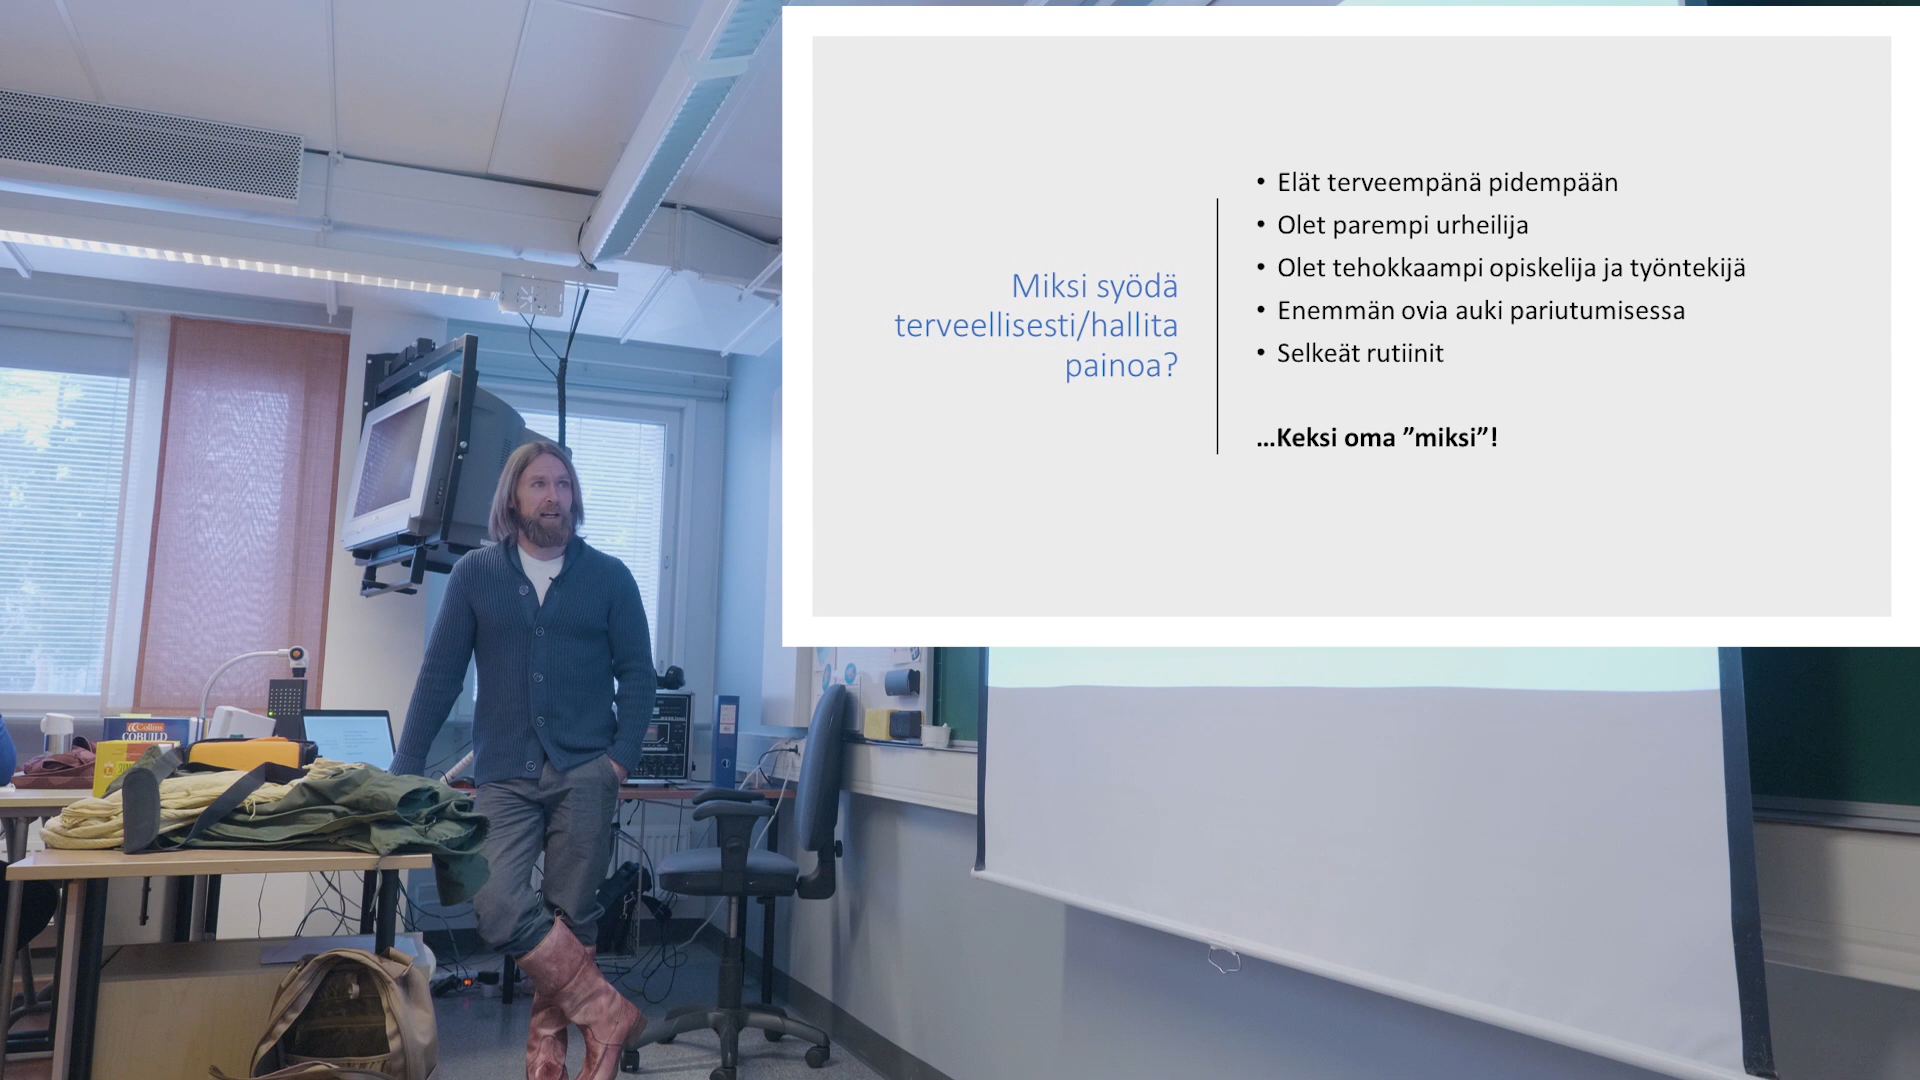 Miksi syödä
terveellisesti/hallita
painoa?
• Elät terveempänä pidempään
• Olet parempi urheilija
• Olet tehokkaampi opiskelija ja työntekijä
• Enemmän ovia auki pariutumisessa
• Selkeät rutiinit
…Keksi oma ”miksi”!
Collins
COBUILD